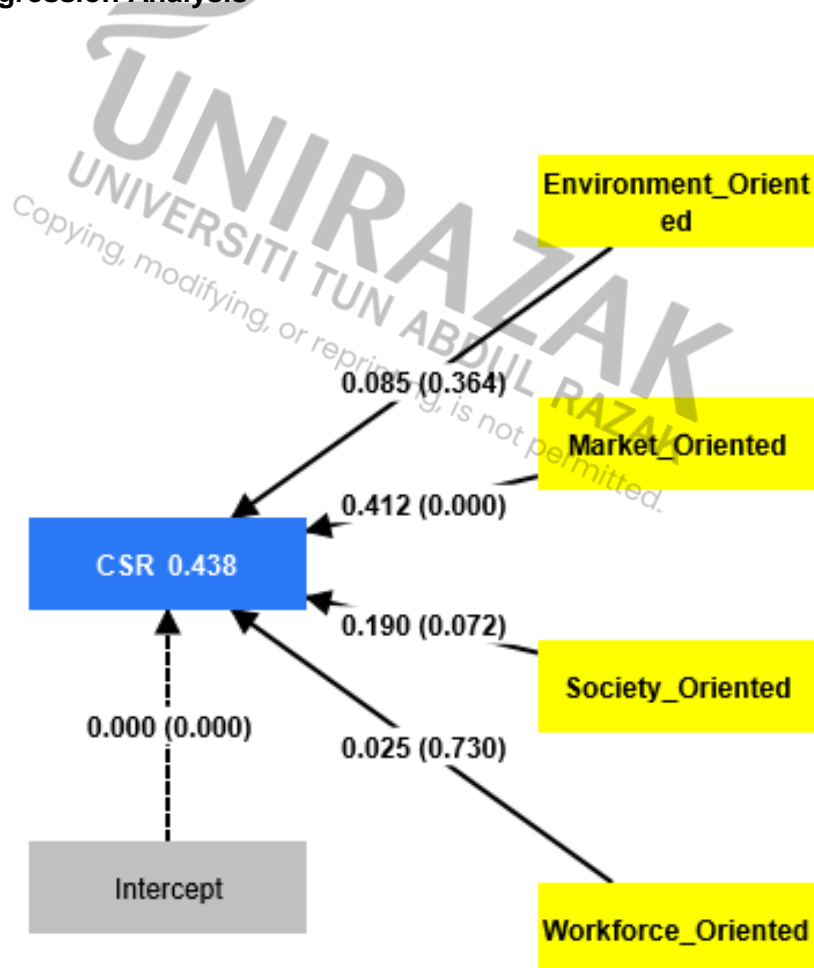 gression Analysis
UNIRAZAK
UNIVERSITI TUN ABDUL RAZAK
Copying, modifying, or reprinting, is not permitted.
Environment_Orient
ed
0.085 (0.364)
Market_Oriented
0.412 (0.000)
CSR 0.438
0.190 (0.072)
Society_Oriented
0.000 (0.000)
0.025 (0.730)
Intercept
Workforce_Oriented